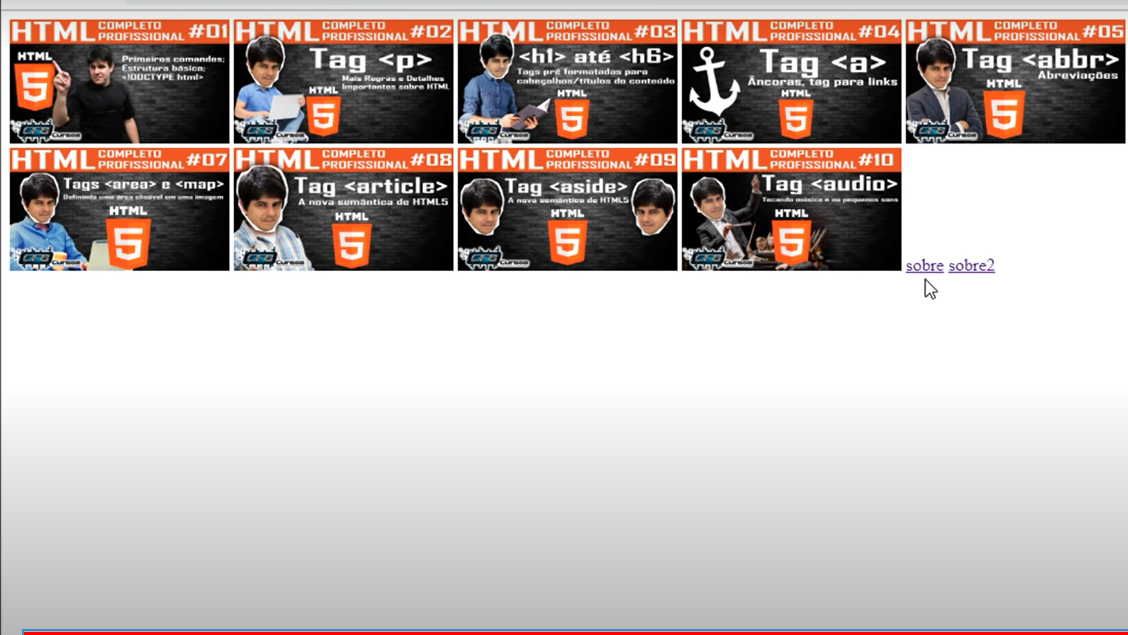 HTML COMPLETO PROFISSIONAL #01
HTML
5
Primeiros comandos;
Estrutura básica;
<!DOCTYPE html>
CFB Cursos
HTML COMPLETO PROFISSIONAL #02
Tag <p>
Mais Regras e Detalhes
Importantes sobre HTML
HTML
5
CFB Cursos
HTML COMPLETO PROFISSIONAL #03
<h1> até <h6>
Tags pré formatadas para
cabeçalhos/títulos do conteúdo
HTML
5
CFB Cursos
HTML COMPLETO PROFISSIONAL #04
Tag <a>
Âncoras, tag para links
HTML
5
CFB Cursos
HTML COMPLETO PROFISSIONAL #05
Tag <abbr>
Abreviações
HTML
5
CFB Cursos
HTML COMPLETO PROFISSIONAL #07
Tags <area> e <map>
Definindo uma área clicável em uma imagem
HTML
5
CFB Cursos
HTML COMPLETO PROFISSIONAL #08
Tag <article>
A nova semântica do HTML5
HTML
5
CFB Cursos
HTML COMPLETO PROFISSIONAL #09
Tag <aside>
A nova semântica do HTML5
HTML
5
CFB Cursos
HTML COMPLETO PROFISSIONAL #10
Tag <audio>
Tocando música e ou pequenos sons
HTML
5
CFB Cursos
sobre sobre2